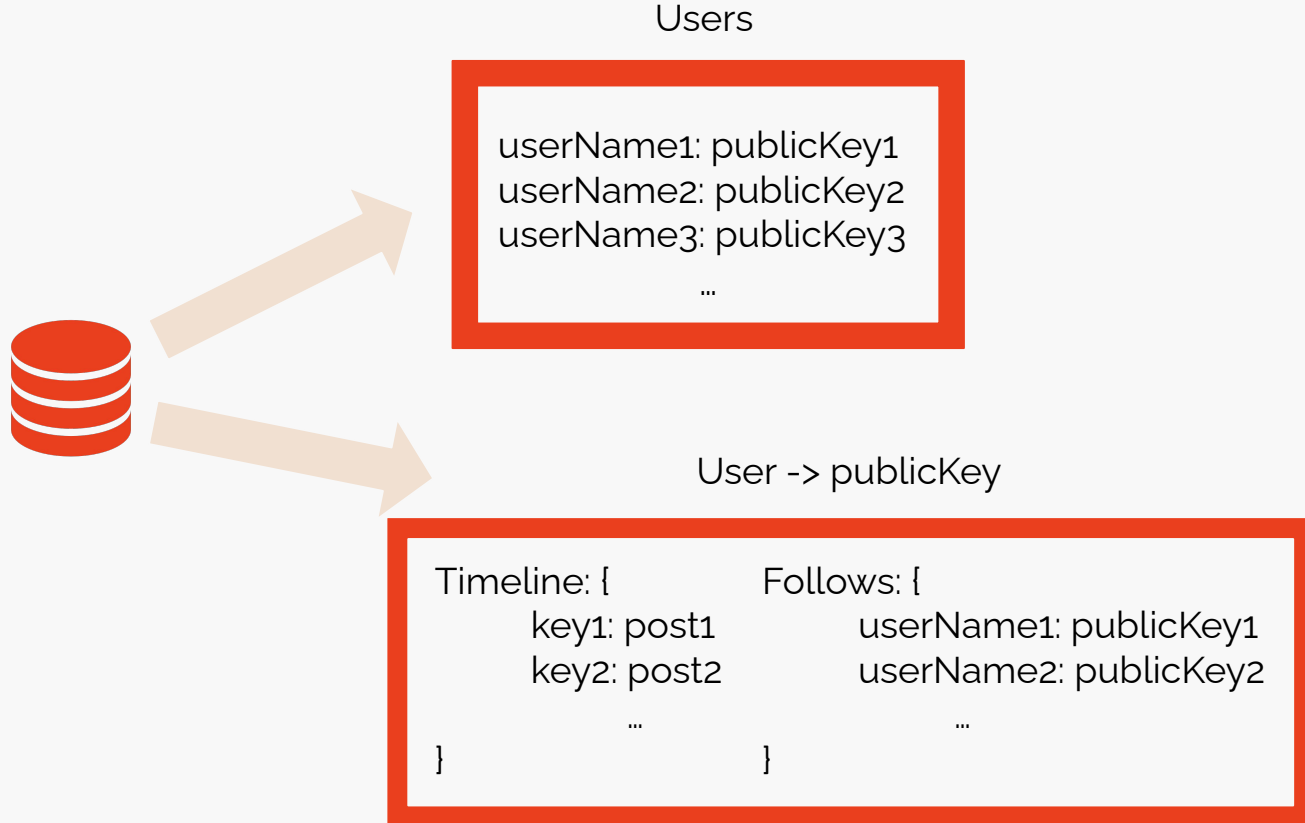 Users
userName1: publicKey1
userName2: publicKey2
userName3: publicKey3
...
User -> publicKey
Timeline: {
key1: post1
key2: post2
...
}
Follows: {
userName1: publicKey1
userName2: publicKey2
...
}